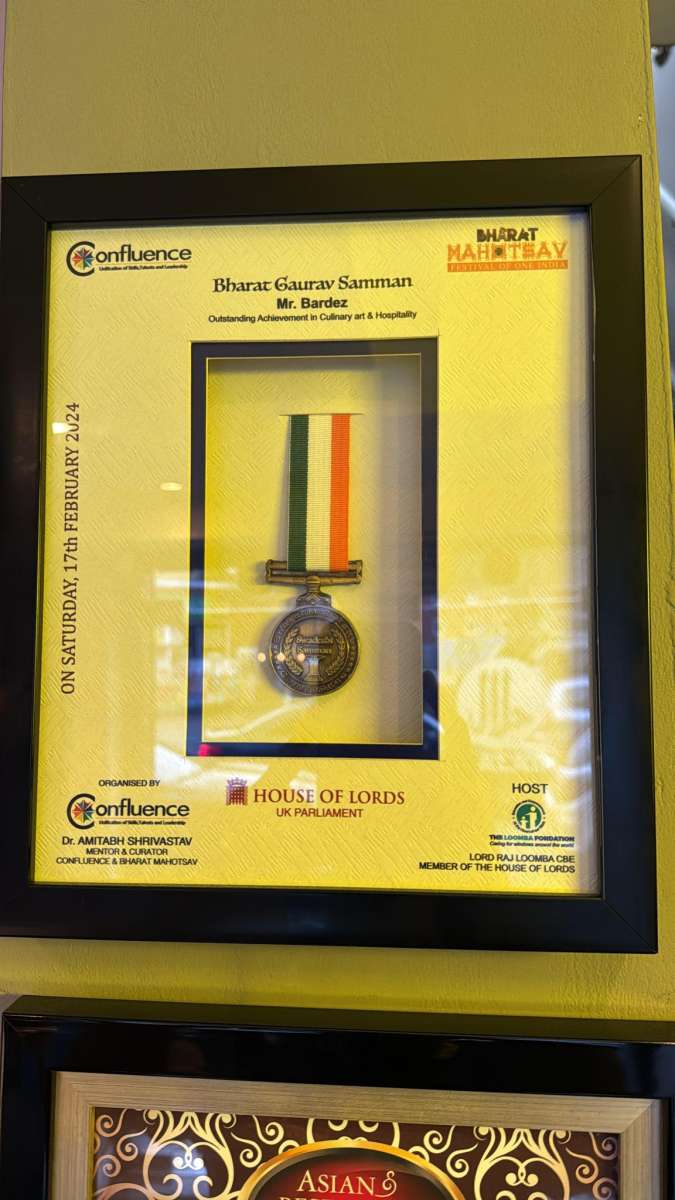 Confluence
Unification of Skills,Talents and Leadership
BHARAT
MAHOTSAV
FESTIVAL OF ONE INDIA
Bharat Gaurav Samman
Mr. Bardez
Outstanding Achievement in Culinary art & Hospitality
ON SATURDAY, 17th FEBRUARY 2024
Swadeshi
Samman
ORGANISED BY
Confluence
Unification of Skills,Talents and Leadership
Dr. AMITABH SHRIVASTAV
MENTOR & CURATOR
CONFLUENCE & BHARAT MAHOTSAV
HOUSE OF LORDS
UK PARLIAMENT
HOST
THE LOOMBA FONDATION
Caring for windows around the world
LORD RAJ LOOMBA CBE
MEMBER OF THE HOUSE OF LORDS
ASIAN &